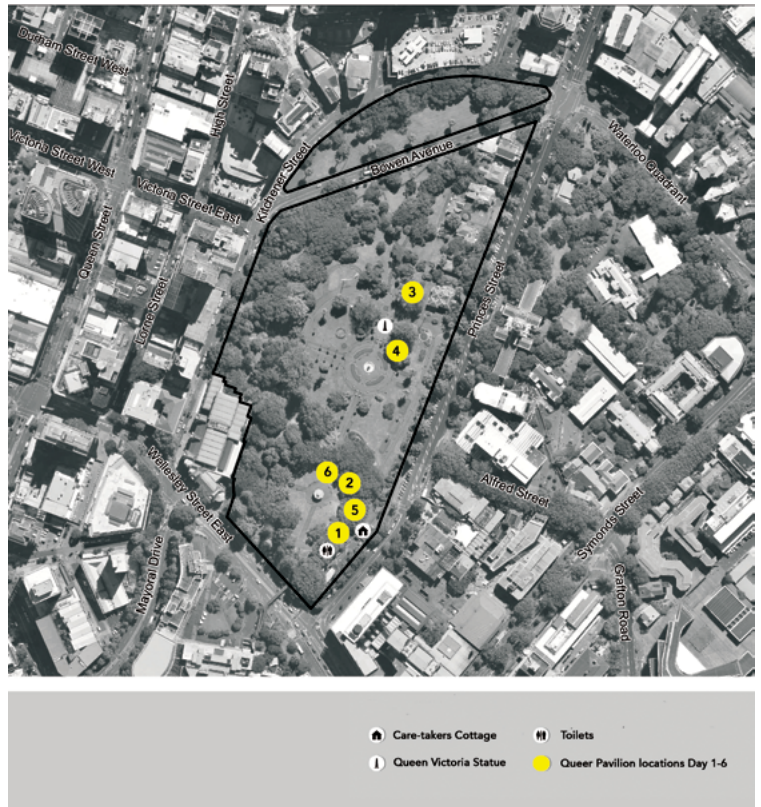 Durham Street West
High Street
Victoria Street West
Victoria Street East
Kitchener Street
Bowen Avenue
Waterloo Quadrant
Queen Street
Lorne Street
Princes Street
3
4
6
2
5
1
Wellesley Street East
Mayoral Drive
Alfred Street
Symonds Street
Grafton Road
Care-takers Cottage
Toilets
Queen Victoria Statue
Queer Pavilion locations Day 1-6